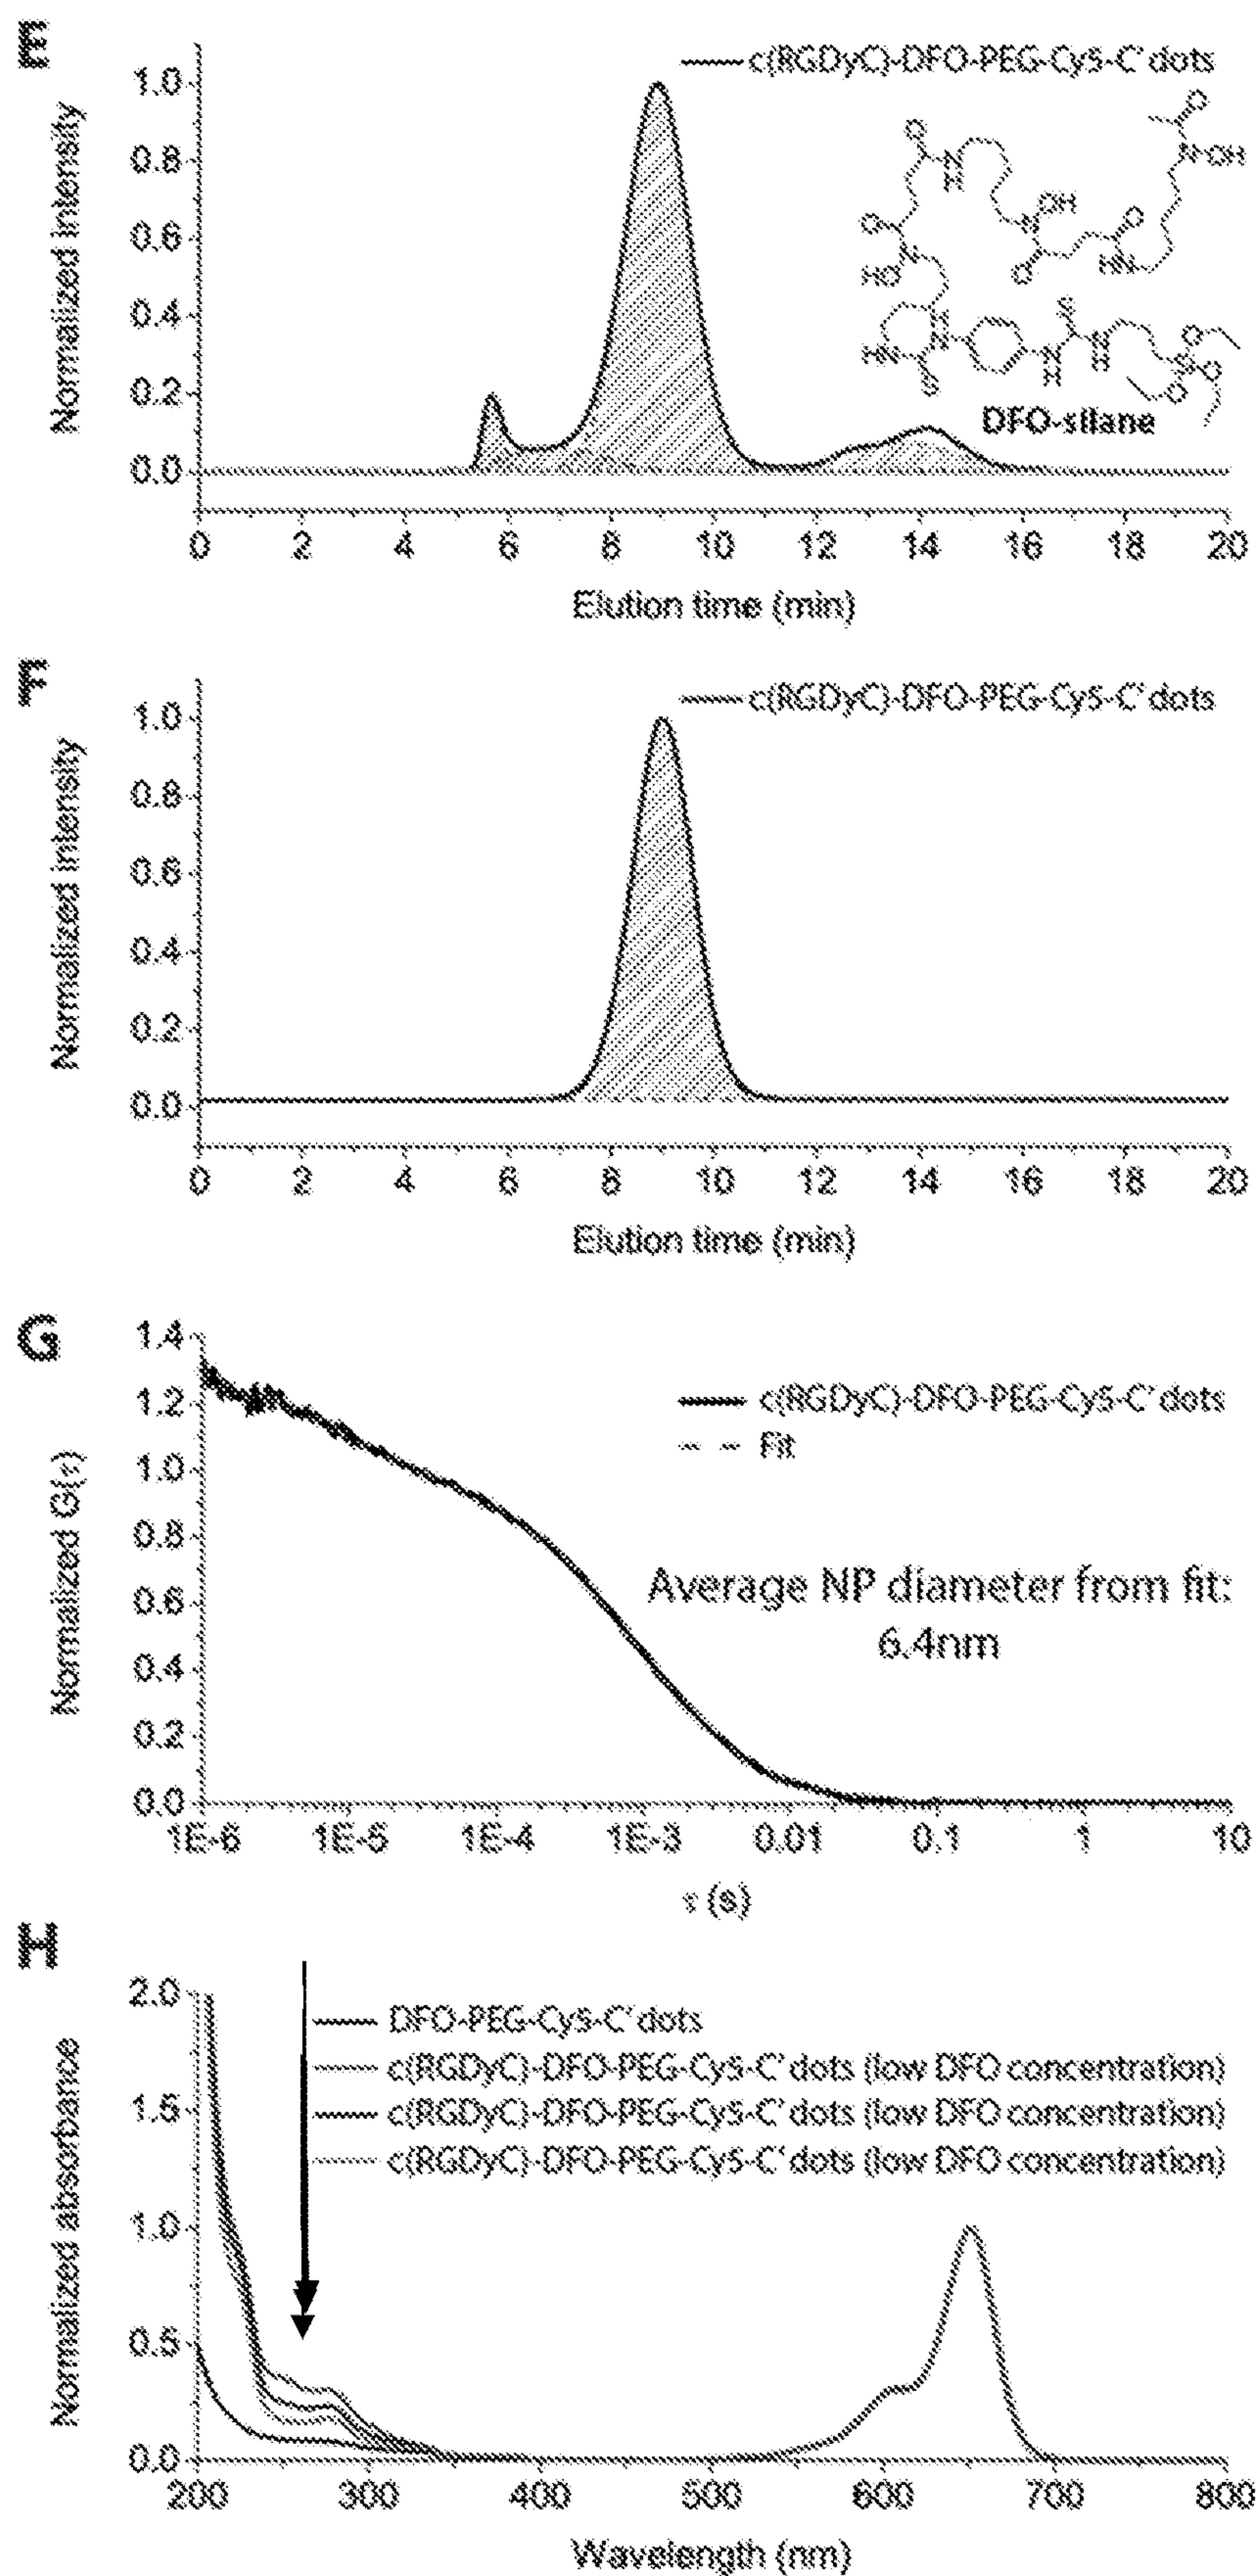 E
c(RGDyC)-DFO-PEG-Cy5-C'dots
Normalized intensity
1.0
0.8
0.6
0.4
0.2
0.0
O
N
H
O
N-OH
OH
N
O
O
HN
O
N
HO
HN
S
H
N
N
H
S
N
H
O
Si
O
O
DFO-silane
0 2 4 6 8 10 12 14 16 18 20
Elution time (min)
F
c(RGDyC)-DFO-PEG-Cy5-C'dots
Normalized intensity
1.0
0.8
0.6
0.4
0.2
0.0
0 2 4 6 8 10 12 14 16 18 20
Elution time (min)
G
c(RGDyC)-DFO-PEG-Cy5-C'dots
Fit
Normalized G(τ)
1.4
1.2
1.0
0.8
0.6
0.4
0.2
0.0
Average NP diameter from fit:
6.4nm
1E-6 1E-5 1E-4 1E-3 0.01 0.1 1 10
τ (s)
H
DFO-PEG-Cy5-C'dots
c(RGDyC)-DFO-PEG-Cy5-C'dots (low DFO concentration)
c(RGDyC)-DFO-PEG-Cy5-C'dots (low DFO concentration)
c(RGDyC)-DFO-PEG-Cy5-C'dots (low DFO concentration)
Normalized absorbance
2.0
1.5
1.0
0.5
0.0
200 300 400 500 600 700 800
Wavelength (nm)